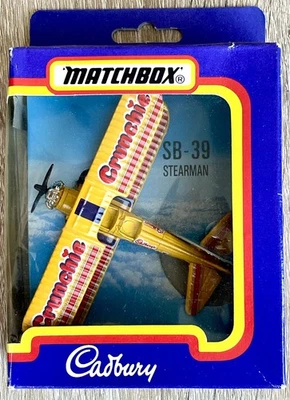 MATCHBOX®
SB-39
STEARMAN
Crunchie
Crunchie
Cadbury